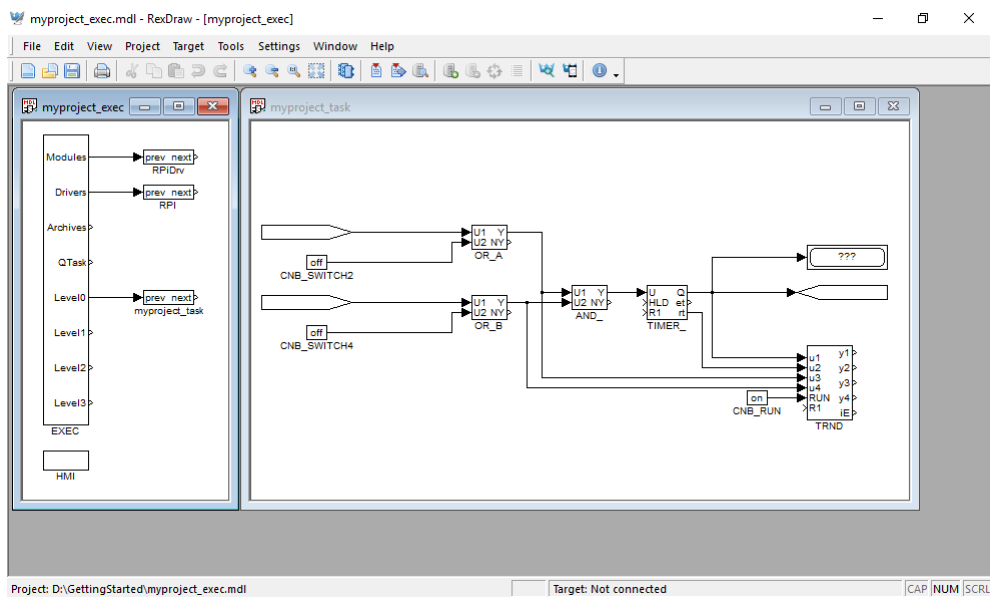 myproject_exec.mdl - RexDraw - [myproject_exec]
File Edit View Project Target Tools Settings Window Help
myproject_exec
Modules
prev next
RPIDrv
Drivers
prev next
RPI
Archives
QTask
Level0
prev next
myproject_task
Level1
Level2
Level3
EXEC
HMI
myproject_task
U1 Y
U2 NY
OR_A
off
CNB_SWITCH2
U1 Y
U2 NY
OR_B
off
CNB_SWITCH4
U1 Y
U2 NY
AND_
U Q
HLD et
R1 rt
TIMER_
???
u1 y1
u2 y2
u3 y3
u4 y4
RUN iE
R1
TRND
on
CNB_RUN
Project: D:\GettingStarted\myproject_exec.mdl
Target: Not connected
CAP NUM SCRL